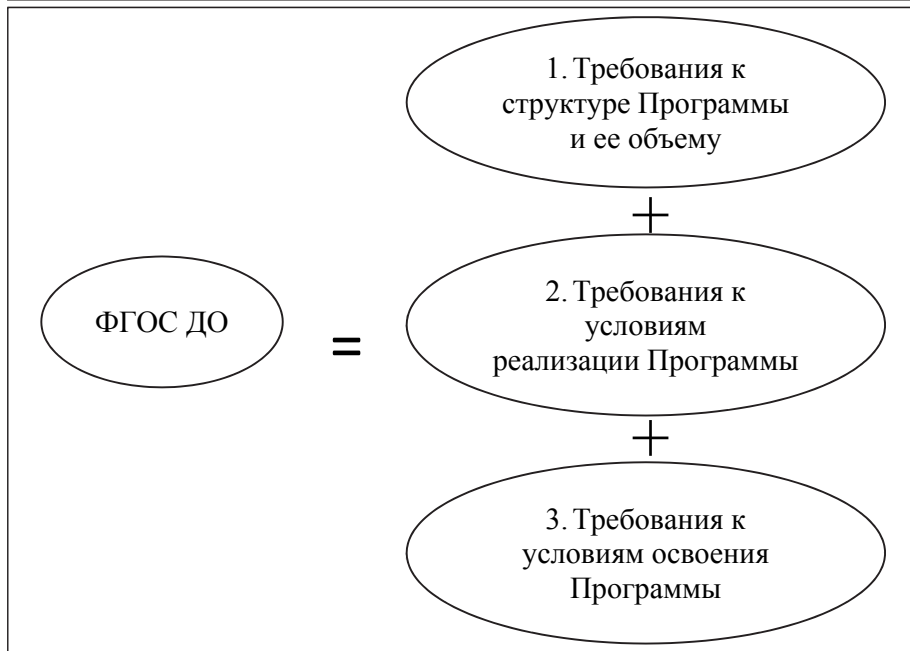 1. Требования к
структуре Программы
и ее объему
+
ФГОС ДО
=
2. Требования к
условиям
реализации Программы
+
3. Требования к
условиям освоения
Программы